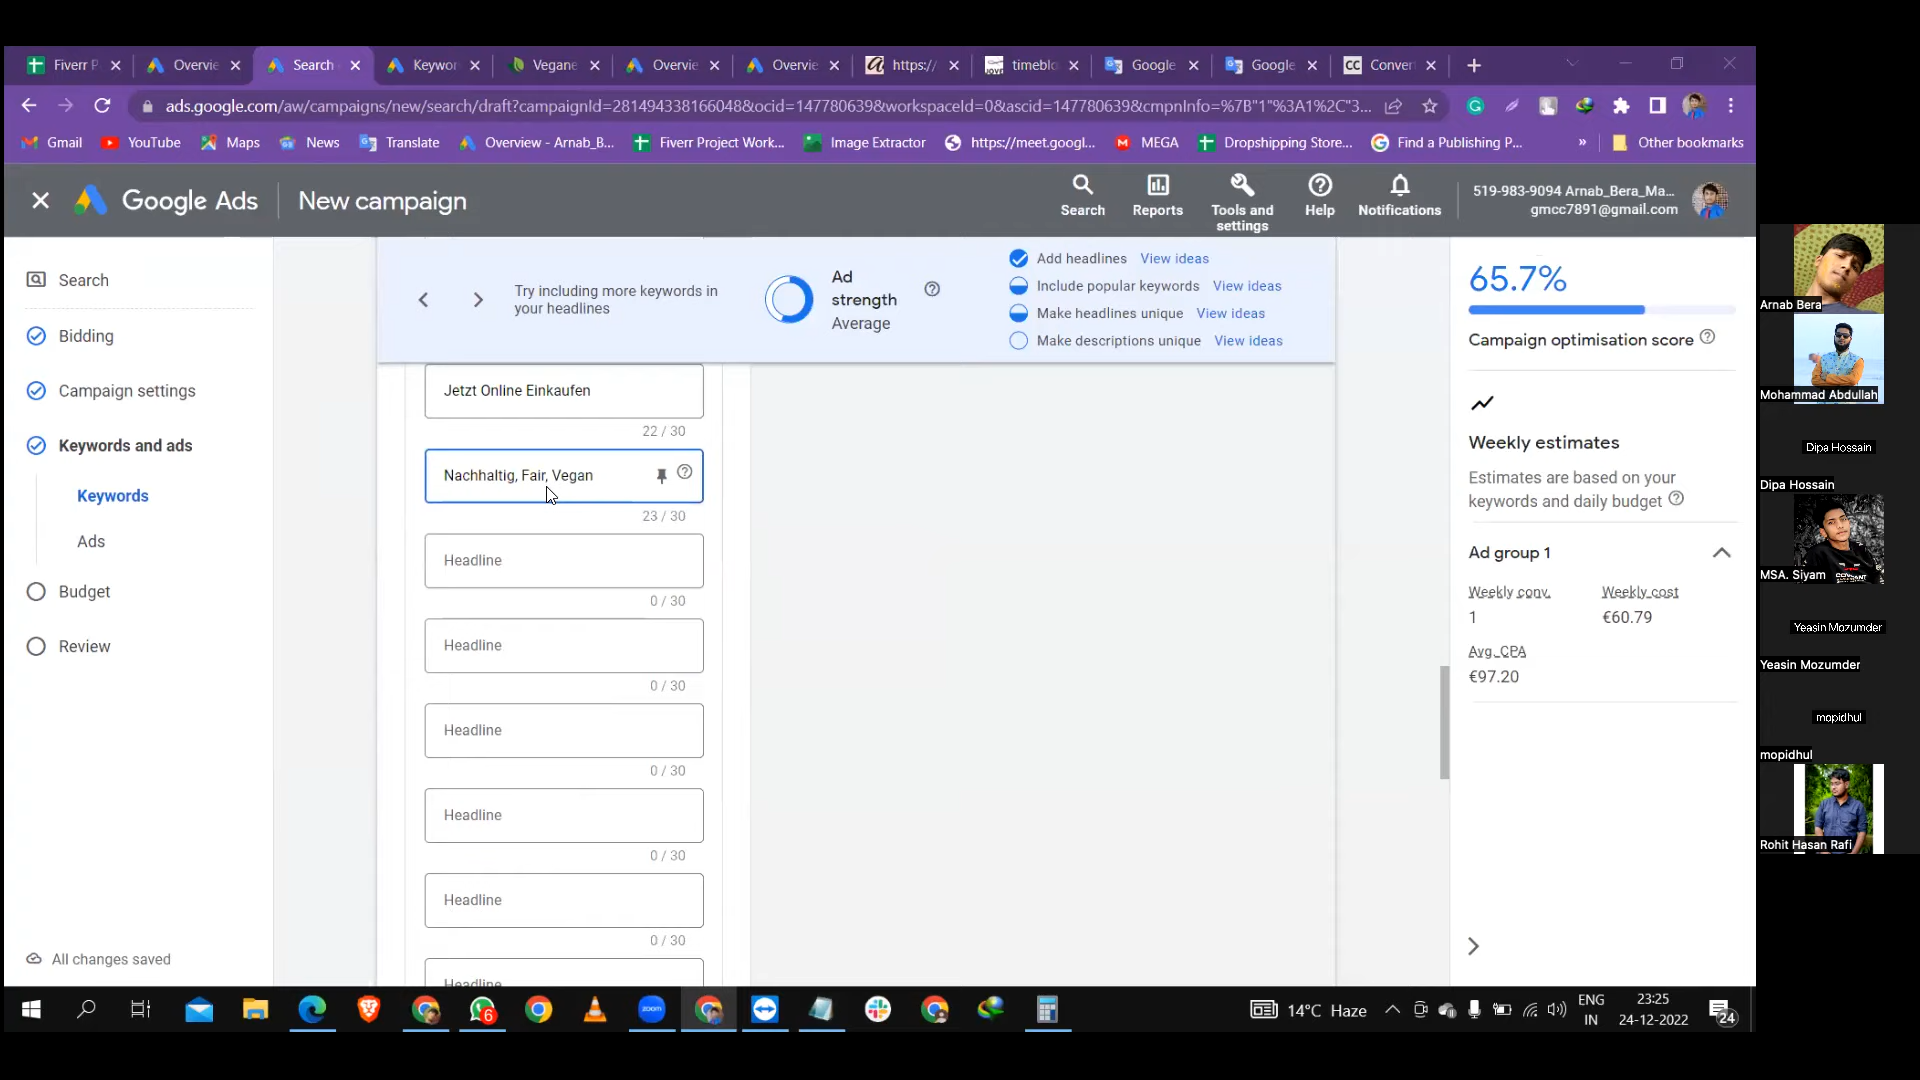 Fiverr P
Overvie
Search
Keywor
Vegane
Overvie
Overvie
https://
timeblo
Google
Google
CC Conver
ads.google.com/aw/campaigns/new/search/draft?campaignId=281494338166048&ocid=147780639&workspaceId=0&ascid=147780639&cmpnInfo=%7B"1"%3A1%2C"3...
Gmail
YouTube
Maps
News
Translate
Overview - Arnab_B...
Fiverr Project Work...
Image Extractor
https://meet.googl...
MEGA
Dropshipping Store...
Find a Publishing P...
»
Other bookmarks
Google Ads
New campaign
Search
Reports
Tools and
settings
Help
Notifications
519-983-9094 Arnab_Bera_Ma...
gmcc7891@gmail.com
Search
Bidding
Campaign settings
Keywords and ads
Keywords
Ads
Budget
Review
All changes saved
Try including more keywords in
your headlines
Ad
strength
Average
Add headlines View ideas
Include popular keywords View ideas
Make headlines unique View ideas
Make descriptions unique View ideas
Jetzt Online Einkaufen
22 / 30
Nachhaltig, Fair, Vegan
23 / 30
Headline
0 / 30
Headline
0 / 30
Headline
0 / 30
Headline
0 / 30
Headline
0 / 30
Headline
65.7%
Campaign optimisation score
Weekly estimates
Estimates are based on your
keywords and daily budget
Ad group 1
Weekly conv. Weekly cost
1 €60.79
Avg. CPA
€97.20
Arnab Bera
Mohammad Abdullah
Dipa Hossain
Dipa Hossain
MSA. Siyam
Yeasin Mozumder
Yeasin Mozumder
mopidhul
mopidhul
Rohit Hasan Rafi
6
zoom
14°C Haze
ENG
IN
23:25
24-12-2022
24